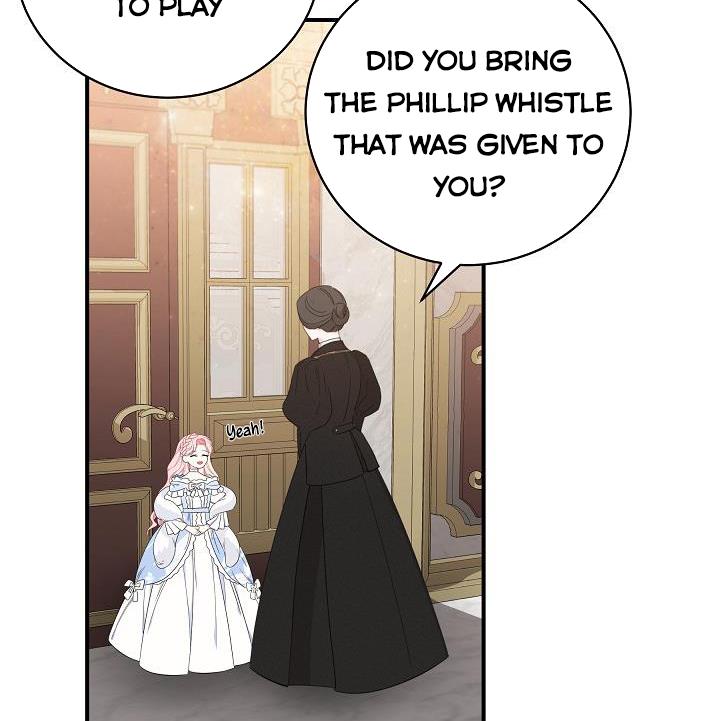 TO PLAY
DID YOU BRING
THE PHILLIP WHISTLE
THAT WAS GIVEN TO
YOU?
Yeah!